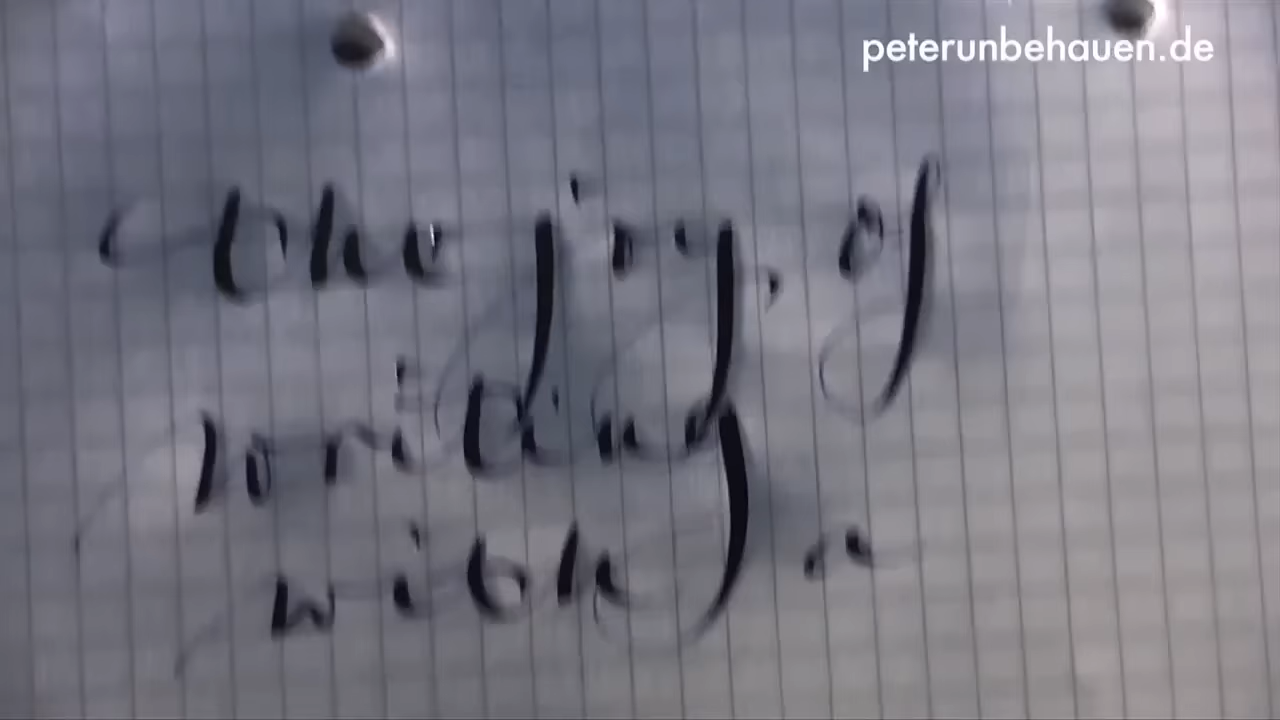 peterunbehauen.de
the joy of
writing
with a